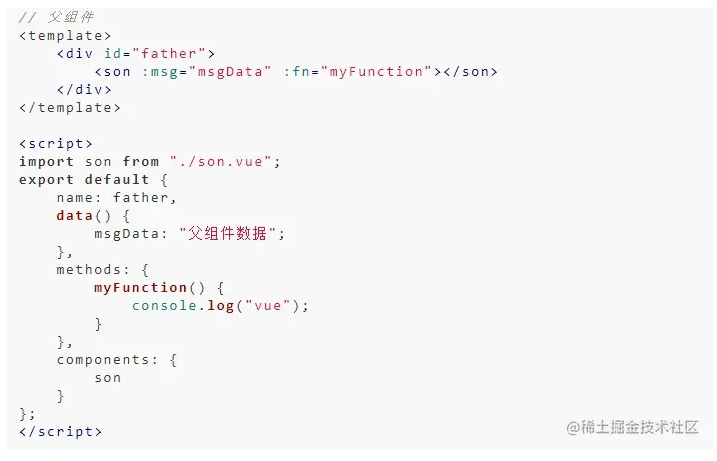 // 父组件
<template>
    <div id="father">
        <son :msg="msgData" :fn="myFunction"></son>
    </div>
</template>

<script>
import son from "./son.vue";
export default {
    name: father,
    data() {
        msgData: "父组件数据";
    },
    methods: {
        myFunction() {
            console.log("vue");
        }
    },
    components: {
        son
    }
};
</script>
@稀土掘金技术社区